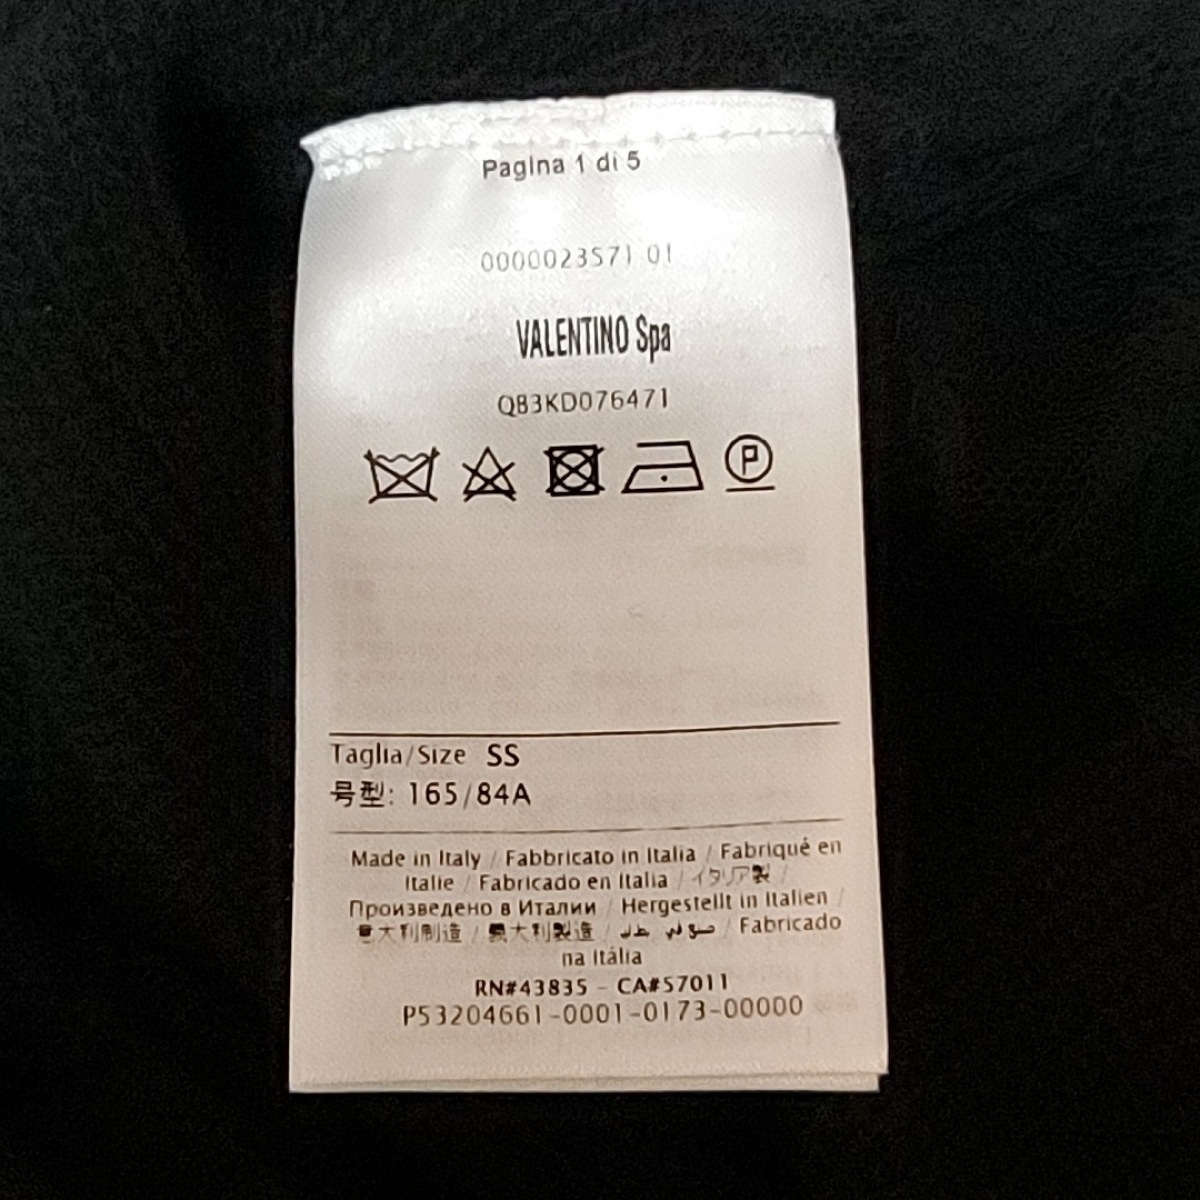 Pagina 1 di 5
0000023571 01
VALENTINO Spa
QB3KD076471
P
Taglia/Size SS
号型: 165/84A
Made in Italy / Fabbricato in Italia / Fabriqué en
Italie / Fabricado en Italia / イタリア製 /
Произведено в Италии / Hergestellt in Italien /
意大利制造 / 義大利製造 / / Fabricado
na Itália
RN#43835 - CA#57011
P53204661-0001-0173-00000